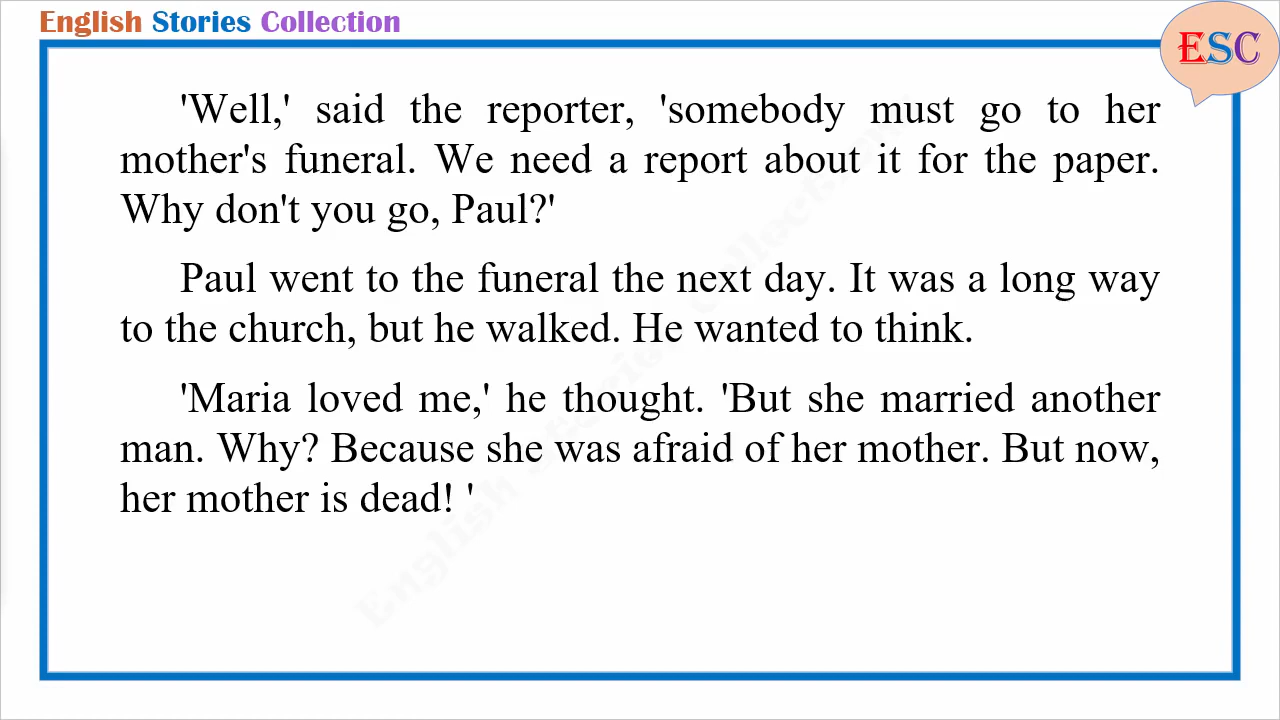 English Stories Collection
ESC
'Well,' said the reporter, 'somebody must go to her
mother's funeral. We need a report about it for the paper.
Why don't you go, Paul?'
Paul went to the funeral the next day. It was a long way
to the church, but he walked. He wanted to think.
'Maria loved me,' he thought. 'But she married another
man. Why? Because she was afraid of her mother. But now,
her mother is dead! '
English Stories Collection